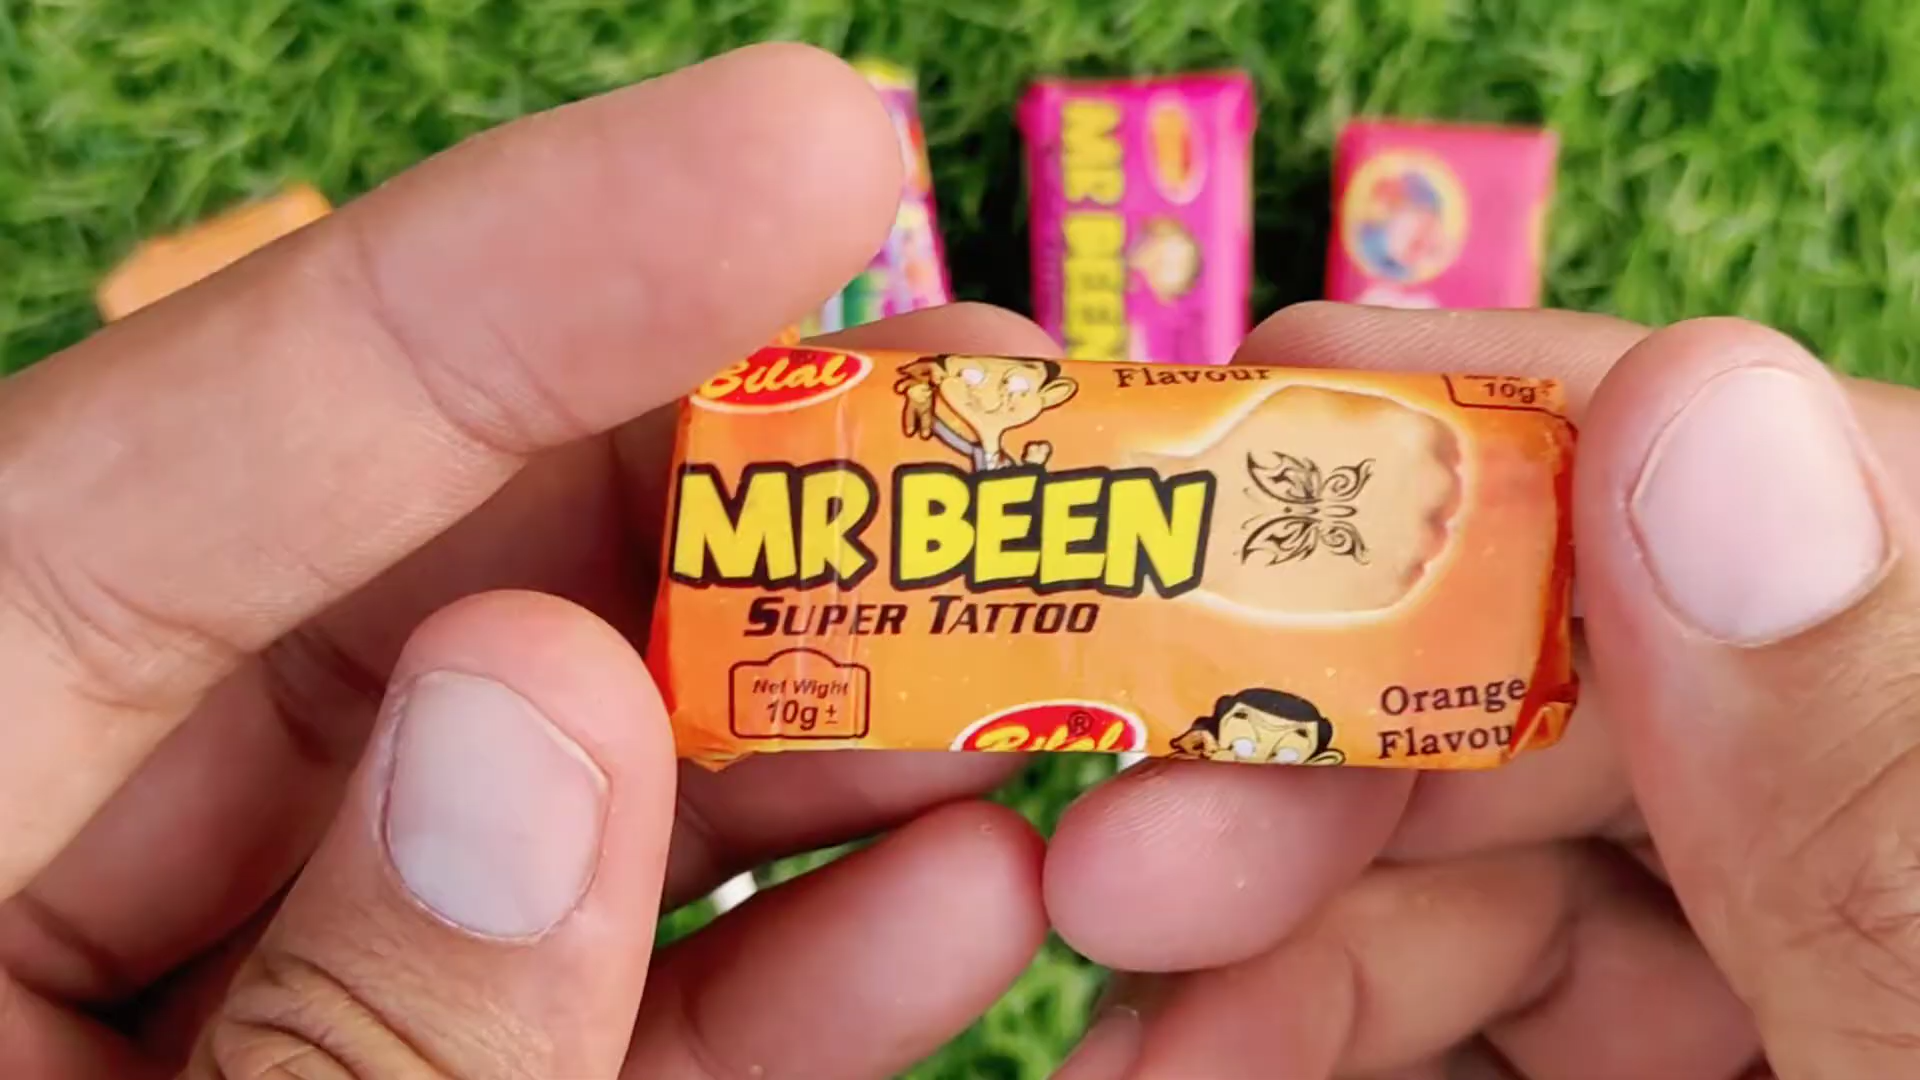 MR BEEN
Bilal
Flavour
10g±
MR BEEN
SUPER TATTOO
Net Wight
10g ±
Bilal
Orange
Flavou